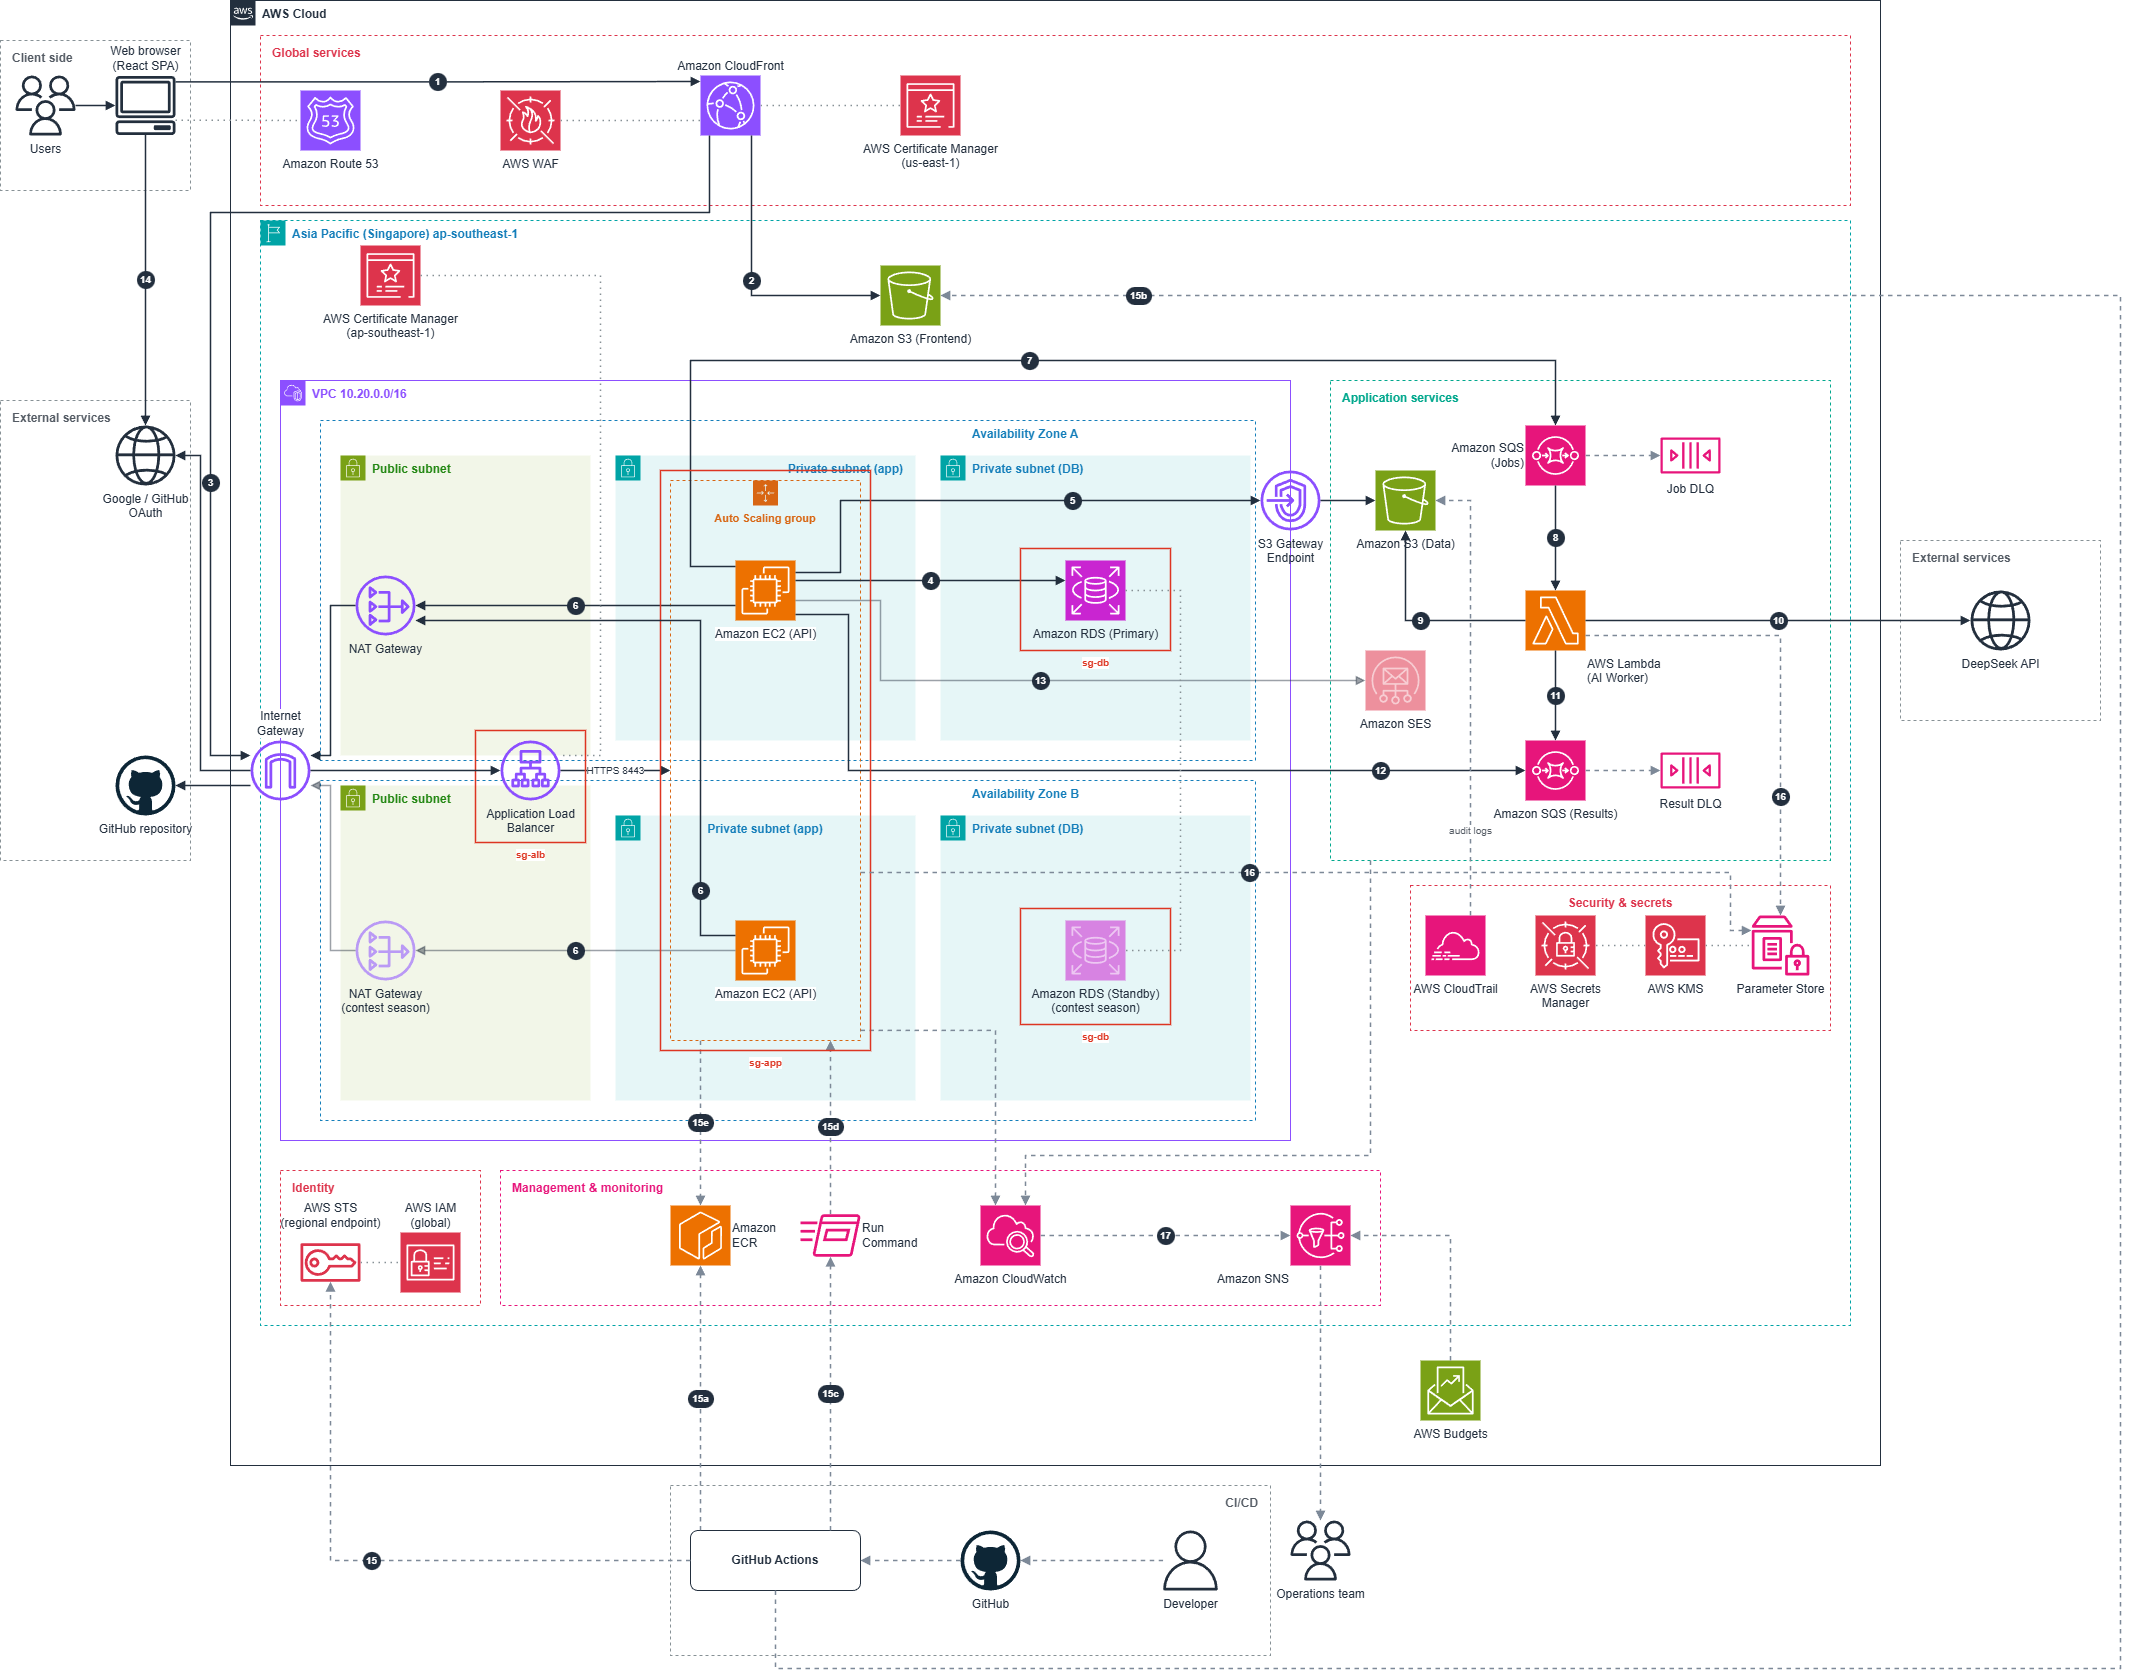 aws
AWS Cloud
Global services
Client side
Web browser
(React SPA)
Users
1
53
Amazon Route 53
AWS WAF
Amazon CloudFront
AWS Certificate Manager
(us-east-1)
Asia Pacific (Singapore) ap-southeast-1
AWS Certificate Manager
(ap-southeast-1)
14
2
15b
Amazon S3 (Frontend)
7
VPC 10.20.0.0/16
External services
Google / GitHub
OAuth
3
GitHub repository
Internet
Gateway
Availability Zone A
Public subnet
Private subnet (app)
Private subnet (DB)
Auto Scaling group
5
S3 Gateway
Endpoint
NAT Gateway
6
Amazon EC2 (API)
4
Amazon RDS (Primary)
sg-db
13
HTTPS 8443
Application Load
Balancer
sg-alb
12
Availability Zone B
Public subnet
Private subnet (app)
Private subnet (DB)
16
6
6
NAT Gateway
(contest season)
Amazon EC2 (API)
Amazon RDS (Standby)
(contest season)
sg-db
sg-app
Application services
Amazon SQS
(Jobs)
Job DLQ
Amazon S3 (Data)
8
9
10
AWS Lambda
(AI Worker)
Amazon SES
11
Amazon SQS (Results)
Result DLQ
16
audit logs
External services
DeepSeek API
Security & secrets
AWS CloudTrail
AWS Secrets
Manager
AWS KMS
Parameter Store
15e
15d
Identity
AWS STS
(regional endpoint)
AWS IAM
(global)
Management & monitoring
Amazon
ECR
Run
Command
Amazon CloudWatch
17
Amazon SNS
15a
15c
AWS Budgets
CI/CD
15
GitHub Actions
GitHub
Developer
Operations team